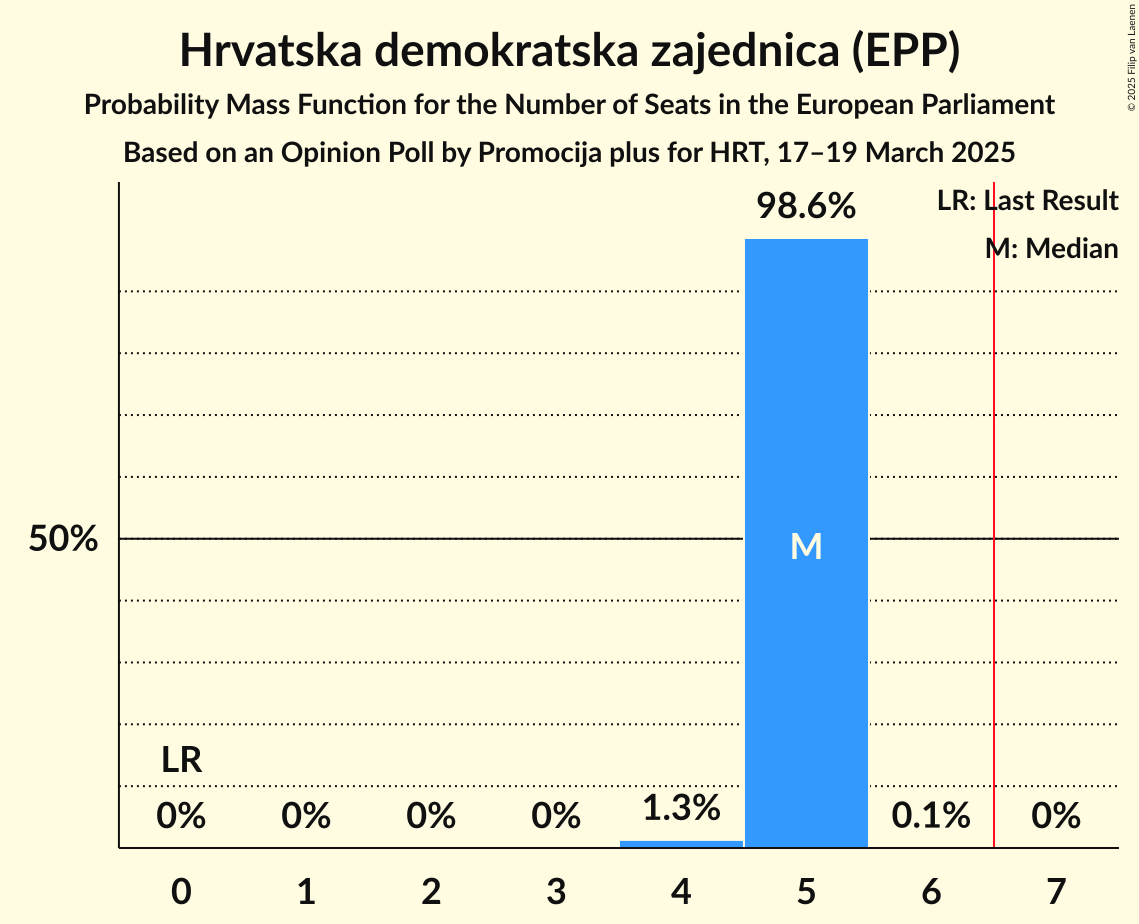 Hrvatska demokratska zajednica (EPP)
Probability Mass Function for the Number of Seats in the European Parliament
Based on an Opinion Poll by Promocija plus for HRT, 17–19 March 2025
© 2025 Filip van Laenen
98.6%
LR: Last Result
M: Median
50%
M
LR
0%
0%
0%
0%
1.3%
0.1%
0%
0
1
2
3
4
5
6
7